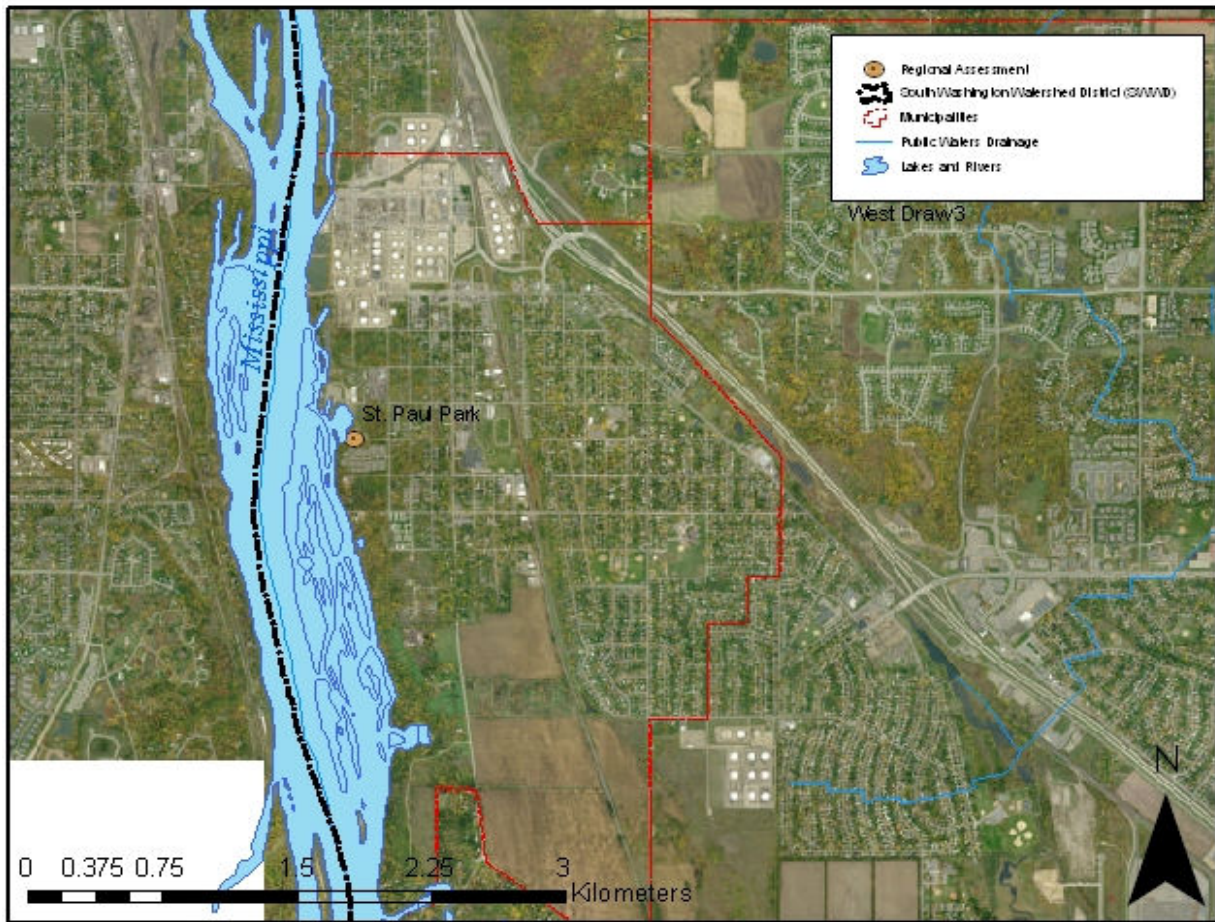 Regional Assessment
South Washington Watershed District (SWWD)
Municipalities
Public Waters Drainage
Lakes and Rivers
West Draw3
Mississippi
St. Paul Park
N
0 0.375 0.75 1.5 2.25 3
Kilometers